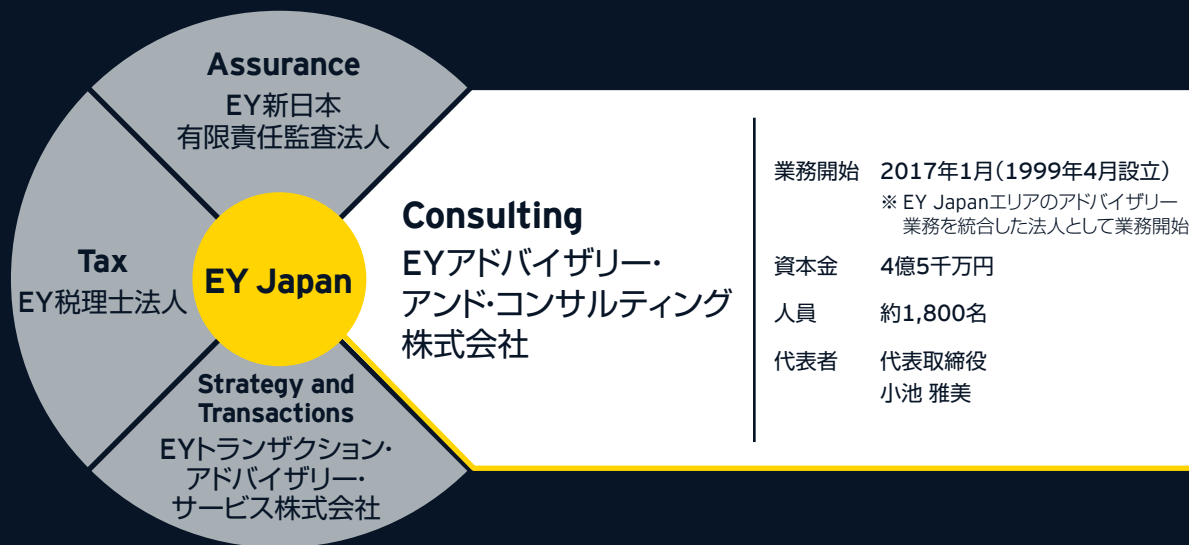 Assurance
EY新日本
有限責任監査法人
Tax
EY税理士法人
EY Japan
Strategy and
Transactions
EYトランザクション・
アドバイザリー・
サービス株式会社
Consulting
EYアドバイザリー・
アンド・コンサルティング
株式会社
業務開始 2017年1月(1999年4月設立)
※ EY Japanエリアのアドバイザリー
業務を統合した法人として業務開始
資本金 4億5千万円
人員 約1,800名
代表者 代表取締役
小池 雅美